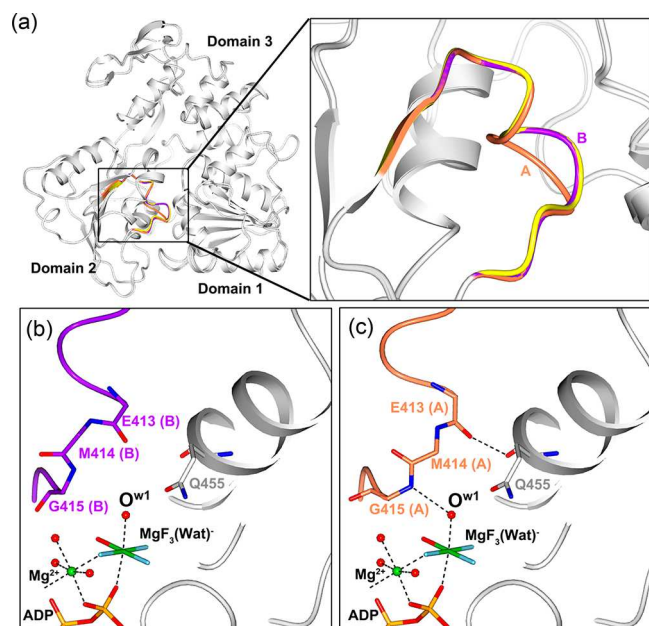 (a)
Domain 3
Domain 2
Domain 1
B
A
(b)
E413 (B)
M414 (B)
Q455
G415 (B)
O^w1
MgF₃(Wat)⁻
Mg²⁺
ADP
(c)
E413 (A)
M414 (A)
Q455
G415 (A)
O^w1
MgF₃(Wat)⁻
Mg²⁺
ADP